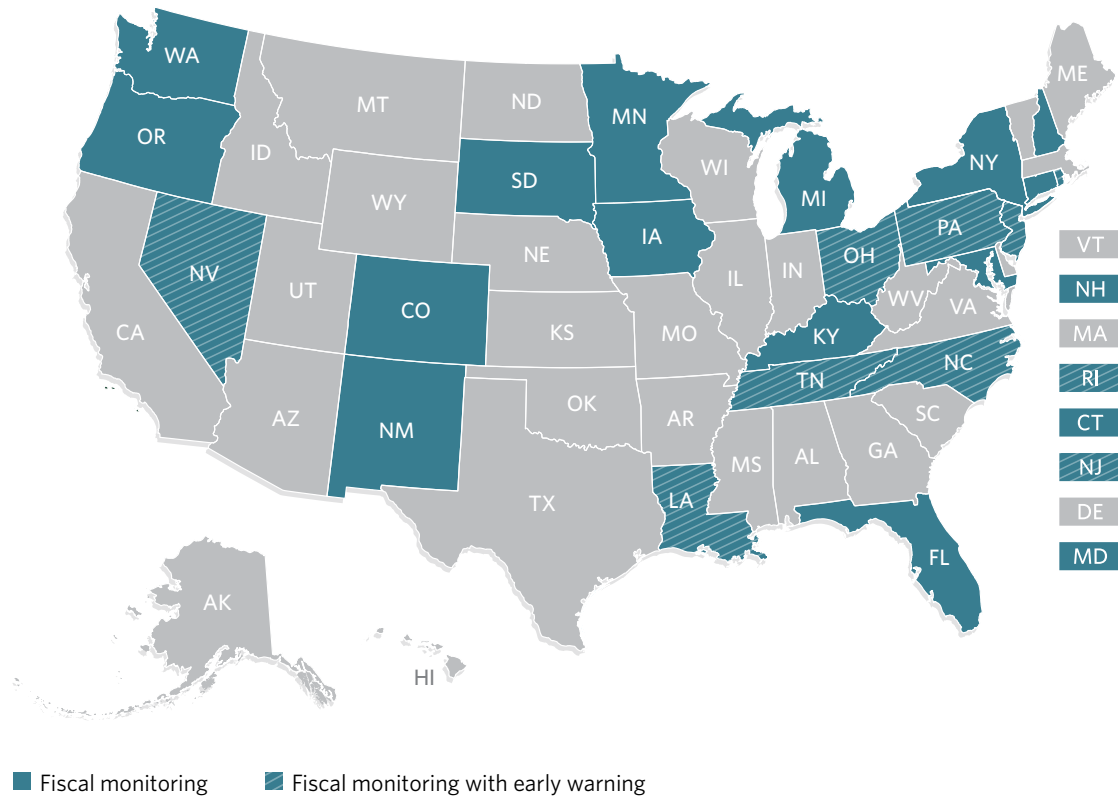 WA
MT
ND
ME
OR
MN
ID
SD
WI
NY
WY
MI
IA
PA
NE
NV
OH
VT
UT
IL
IN
NH
CO
WV
VA
CA
KS
MO
KY
MA
NC
RI
TN
AZ
OK
AR
SC
CT
NM
MS
AL
GA
NJ
TX
LA
DE
FL
MD
AK
HI
Fiscal monitoring
Fiscal monitoring with early warning